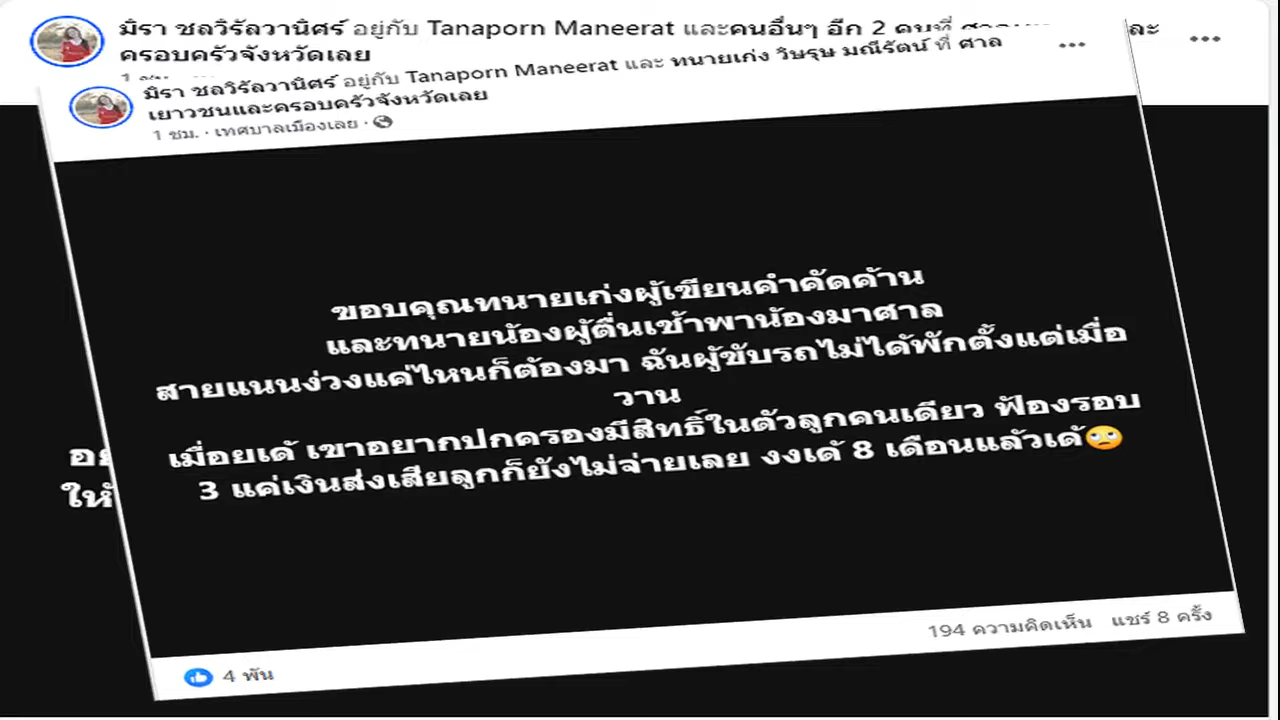 มิรา ชลวิรัลวานิศร์ อยู่กับ Tanaporn Maneerat และคนอื่นๆ อีก 2 คนที่
ครอบครัวจังหวัดเลย
มิรา ชลวิรัลวานิศร์ อยู่กับ Tanaporn Maneerat และ ทนายเก่ง วิษรุษ มณีรัตน์ ที่ ศาล
เยาวชนและครอบครัวจังหวัดเลย
1 ชม. · เทศบาลเมืองเลย ·
ขอบคุณทนายเก่งผู้เขียนคำคัดค้าน
และทนายน้องผู้ตื่นเช้าพาน้องมาศาล
สายแนนง่วงแค่ไหนก็ต้องมา ฉันผู้ขับรถไม่ได้พักตั้งแต่เมื่อ
วาน
เมื่อยเด้ เขาอยากปกครองมีสิทธิ์ในตัวลูกคนเดียว ฟ้องรอบ
3 แค่เงินส่งเสียลูกก็ยังไม่จ่ายเลย งงเด้ 8 เดือนแล้วเด้🙄
194 ความคิดเห็น แชร์ 8 ครั้ง
4 พัน